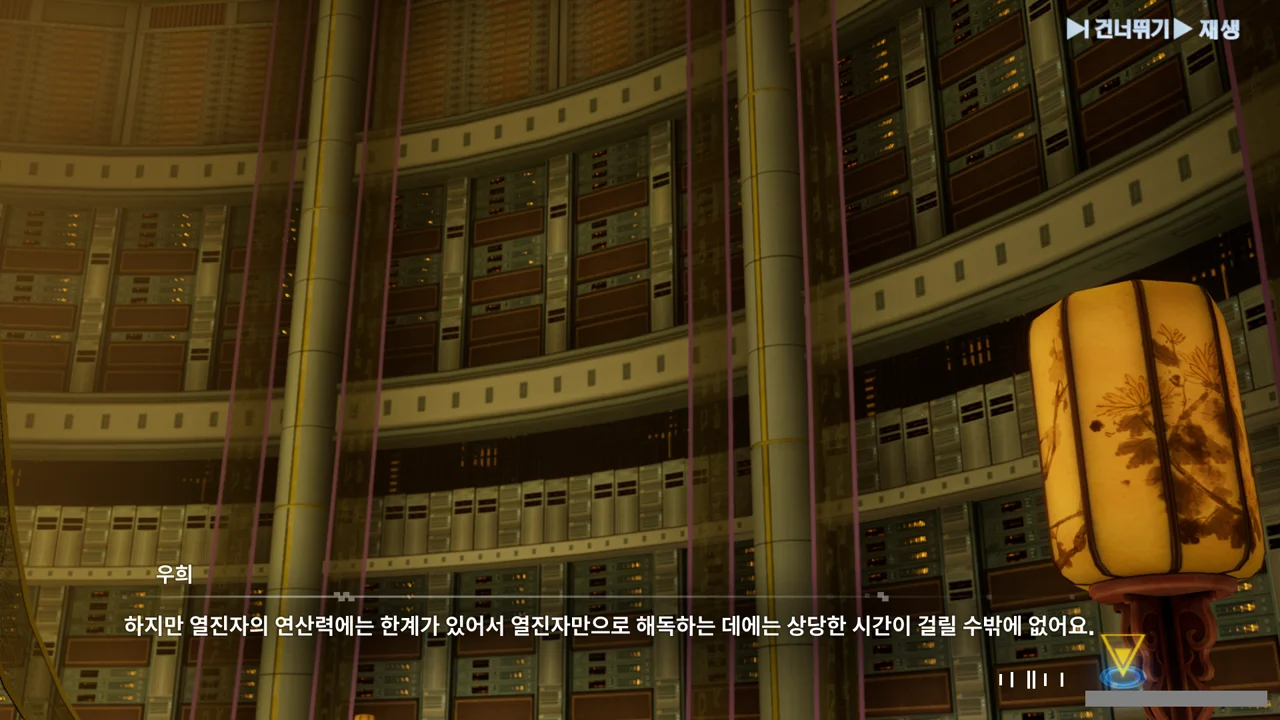 건너뛰기 재생
우희
하지만 열진자의 연산력에는 한계가 있어서 열진자만으로 해독하는 데에는 상당한 시간이 걸릴 수밖에 없어요.